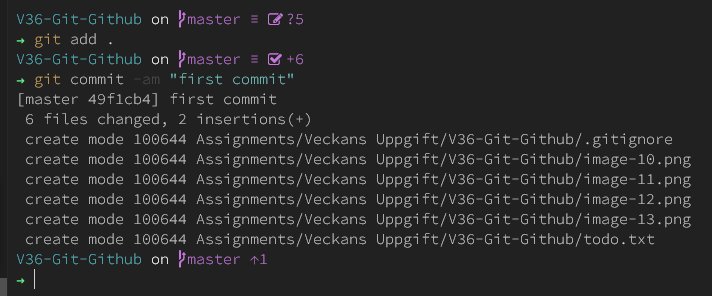 V36-Git-Github on master ≡ ?5
→ git add .
V36-Git-Github on master ≡ +6
→ git commit -am "first commit"
[master 49f1cb4] first commit
6 files changed, 2 insertions(+)
create mode 100644 Assignments/Veckans Uppgift/V36-Git-Github/.gitignore
create mode 100644 Assignments/Veckans Uppgift/V36-Git-Github/image-10.png
create mode 100644 Assignments/Veckans Uppgift/V36-Git-Github/image-11.png
create mode 100644 Assignments/Veckans Uppgift/V36-Git-Github/image-12.png
create mode 100644 Assignments/Veckans Uppgift/V36-Git-Github/image-13.png
create mode 100644 Assignments/Veckans Uppgift/V36-Git-Github/todo.txt
V36-Git-Github on master ↑1
→